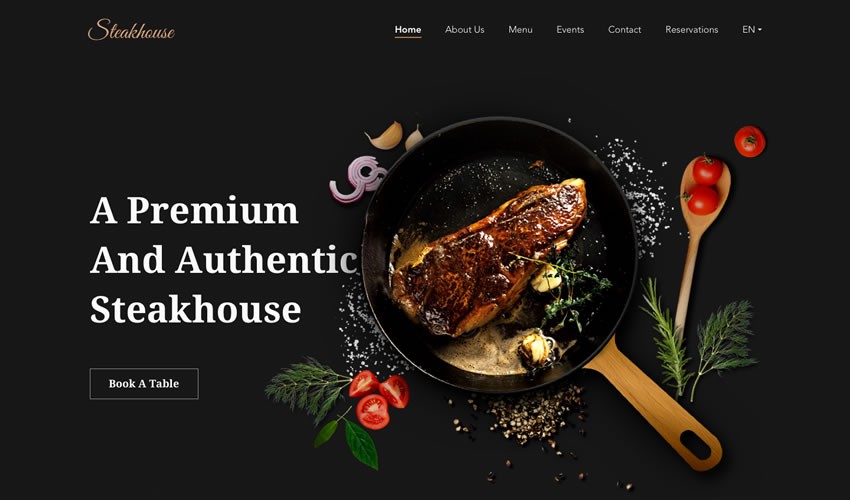 Steakhouse
Home About Us Menu Events Contact Reservations EN
A Premium
And Authentic
Steakhouse
Book A Table